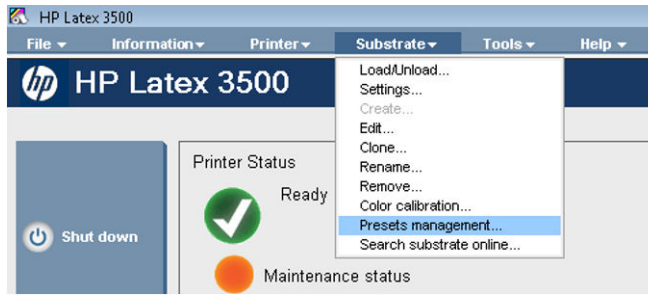 HP Latex 3500
File Information Printer Substrate Tools Help
hp HP Latex 3500
Load/Unload...
Settings...
Create...
Edit...
Clone...
Rename...
Remove...
Color calibration...
Presets management...
Search substrate online...
Printer Status
Ready
Shut down
Maintenance status